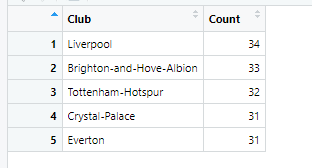 Club Count
1 Liverpool 34
2 Brighton-and-Hove-Albion 33
3 Tottenham-Hotspur 32
4 Crystal-Palace 31
5 Everton 31